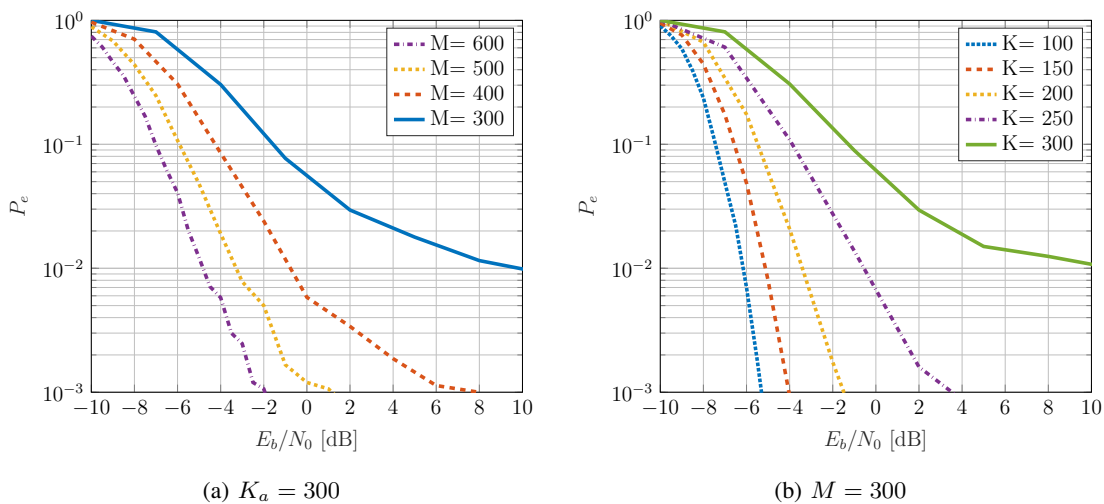 10^0
10^{-1}
10^{-2}
10^{-3}
P_e
M= 600
M= 500
M= 400
M= 300
−10 −8 −6 −4 −2 0 2 4 6 8 10
E_b/N_0 [dB]
(a) K_a = 300
10^0
10^{-1}
10^{-2}
10^{-3}
P_e
K= 100
K= 150
K= 200
K= 250
K= 300
−10 −8 −6 −4 −2 0 2 4 6 8 10
E_b/N_0 [dB]
(b) M = 300